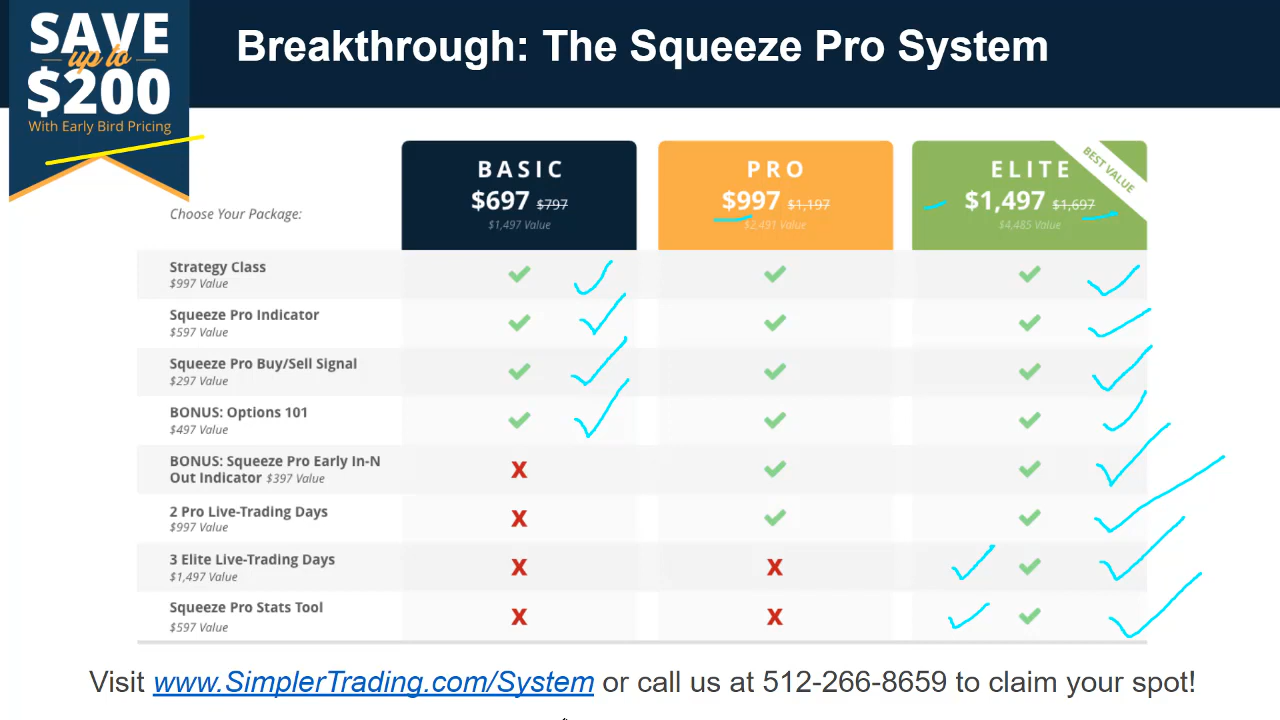 SAVE
up to
$200
With Early Bird Pricing
Breakthrough: The Squeeze Pro System
Choose Your Package:
BASIC
$697 $797
$1,497 Value
PRO
$997 $1,197
$2,491 Value
ELITE
$1,497 $1,697
$4,485 Value
BEST VALUE
Strategy Class
$997 Value
Squeeze Pro Indicator
$597 Value
Squeeze Pro Buy/Sell Signal
$297 Value
BONUS: Options 101
$497 Value
BONUS: Squeeze Pro Early In-N
Out Indicator $397 Value
X
2 Pro Live-Trading Days
$997 Value
X
3 Elite Live-Trading Days
$1,497 Value
X X
Squeeze Pro Stats Tool
$597 Value
X X
Visit www.SimplerTrading.com/System or call us at 512-266-8659 to claim your spot!